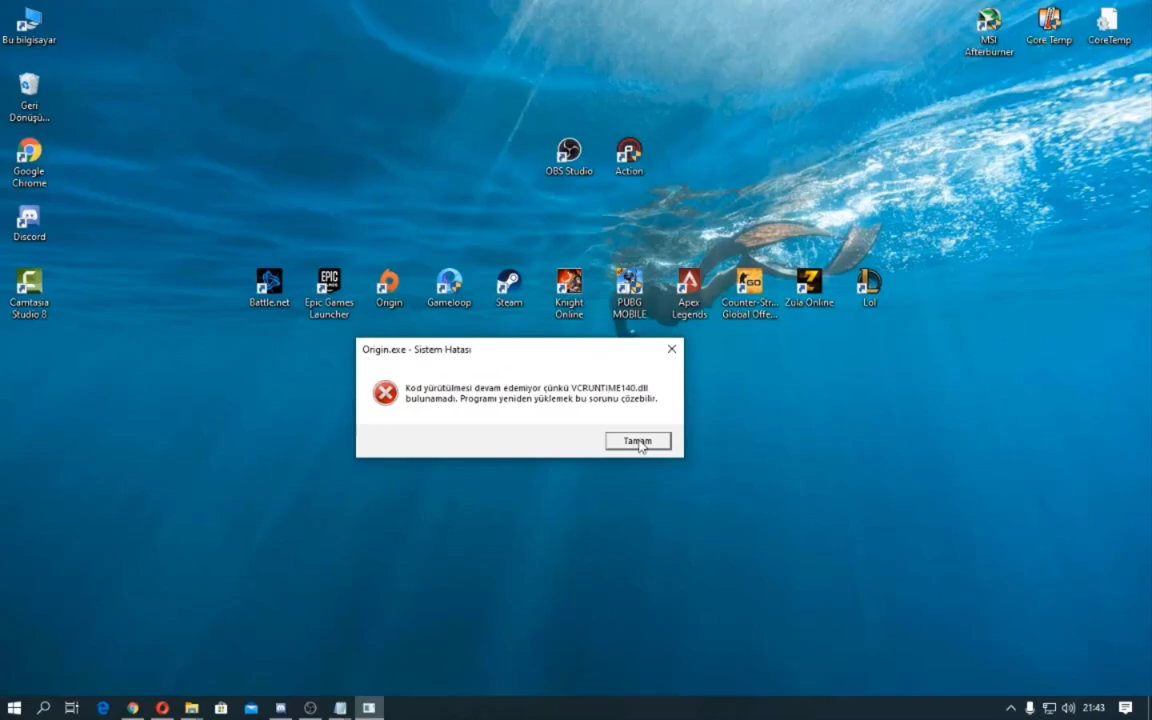 Bu bilgisayar
MSI
Afterburner
Core Temp
CoreTemp
Geri
Dönüşü...
OBS Studio
Action
Google
Chrome
Discord
Camtasia
Studio 8
Battle.net
EPIC
Epic Games
Launcher
Origin
Gameloop
Steam
Knight
Online
PUBG
MOBILE
Apex
Legends
GO
Counter-Str...
Global Offe...
Zula Online
Lol
Origin.exe - Sistem Hatası
Kod yürütülmesi devam edemiyor çünkü VCRUNTIME140.dll
bulunamadı. Programı yeniden yüklemek bu sorunu çözebilir.
Tamam
21:43